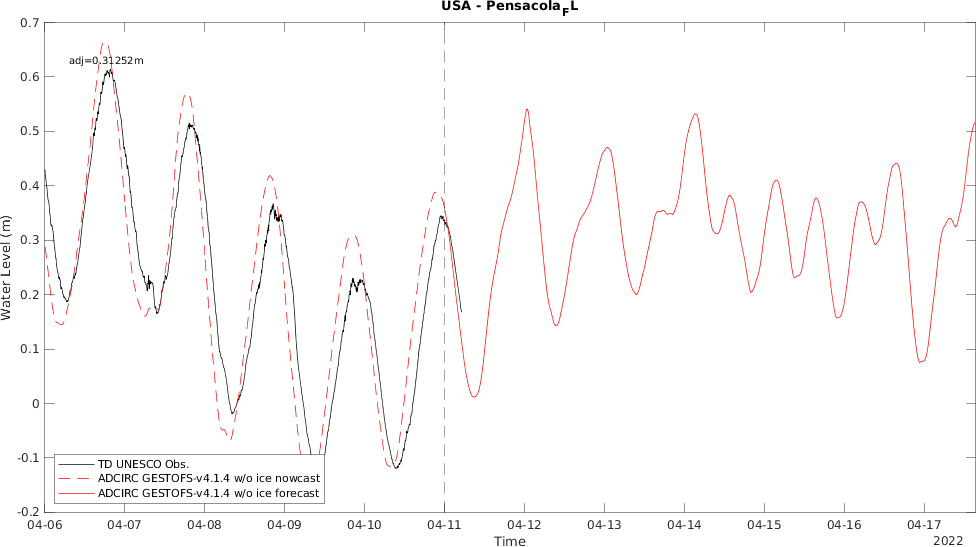 USA - Pensacola_FL
0.7
adj=0.31252m
0.6
0.5
0.4
0.3
0.2
0.1
0
-0.1
-0.2
Water Level (m)
TD UNESCO Obs.
ADCIRC GESTOFS-v4.1.4 w/o ice nowcast
ADCIRC GESTOFS-v4.1.4 w/o ice forecast
04-06 04-07 04-08 04-09 04-10 04-11 04-12 04-13 04-14 04-15 04-16 04-17
Time
2022